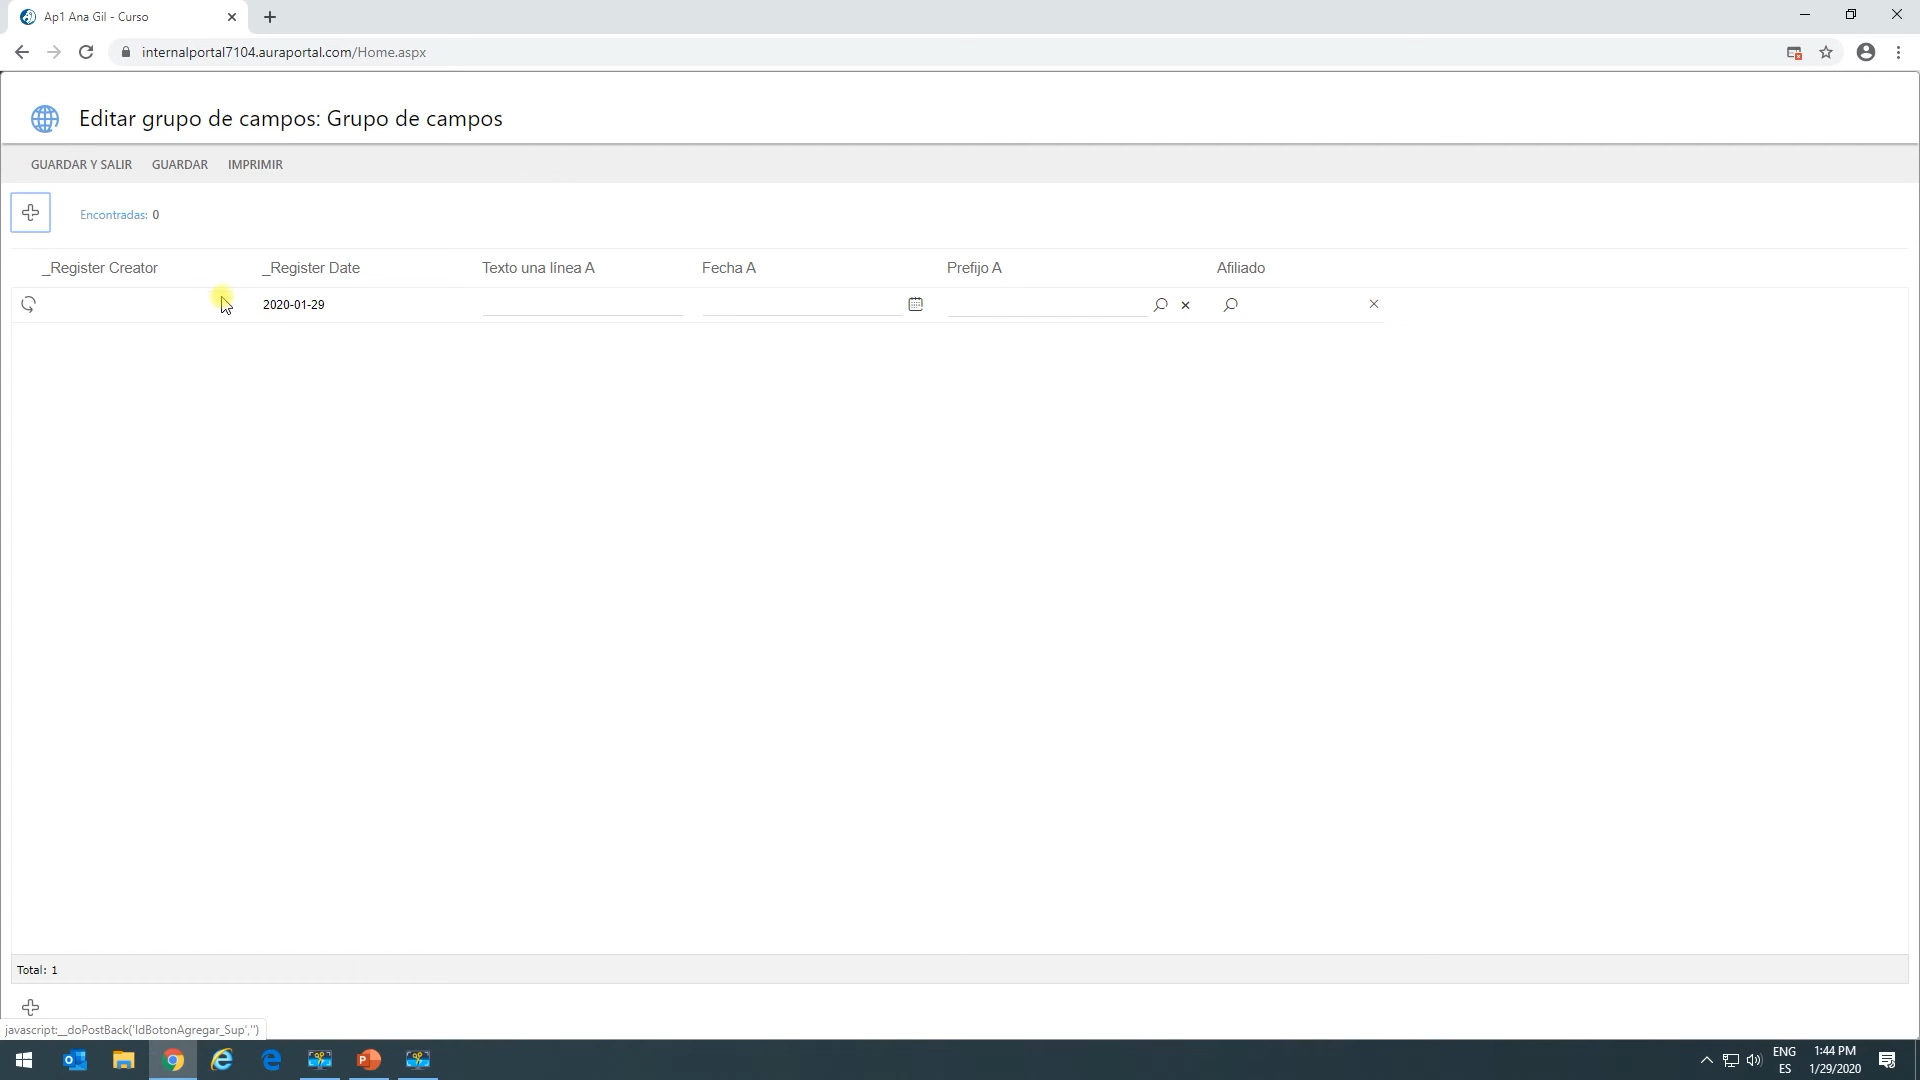 Ap1 Ana Gil - Curso
internalportal7104.auraportal.com/Home.aspx
Editar grupo de campos: Grupo de campos
GUARDAR Y SALIR GUARDAR IMPRIMIR
Encontradas: 0
_Register Creator _Register Date Texto una línea A Fecha A Prefijo A Afiliado
2020-01-29
Total: 1
javascript:__doPostBack('IdBotonAgregar_Sup','')
ENG 1:44 PM
ES 1/29/2020